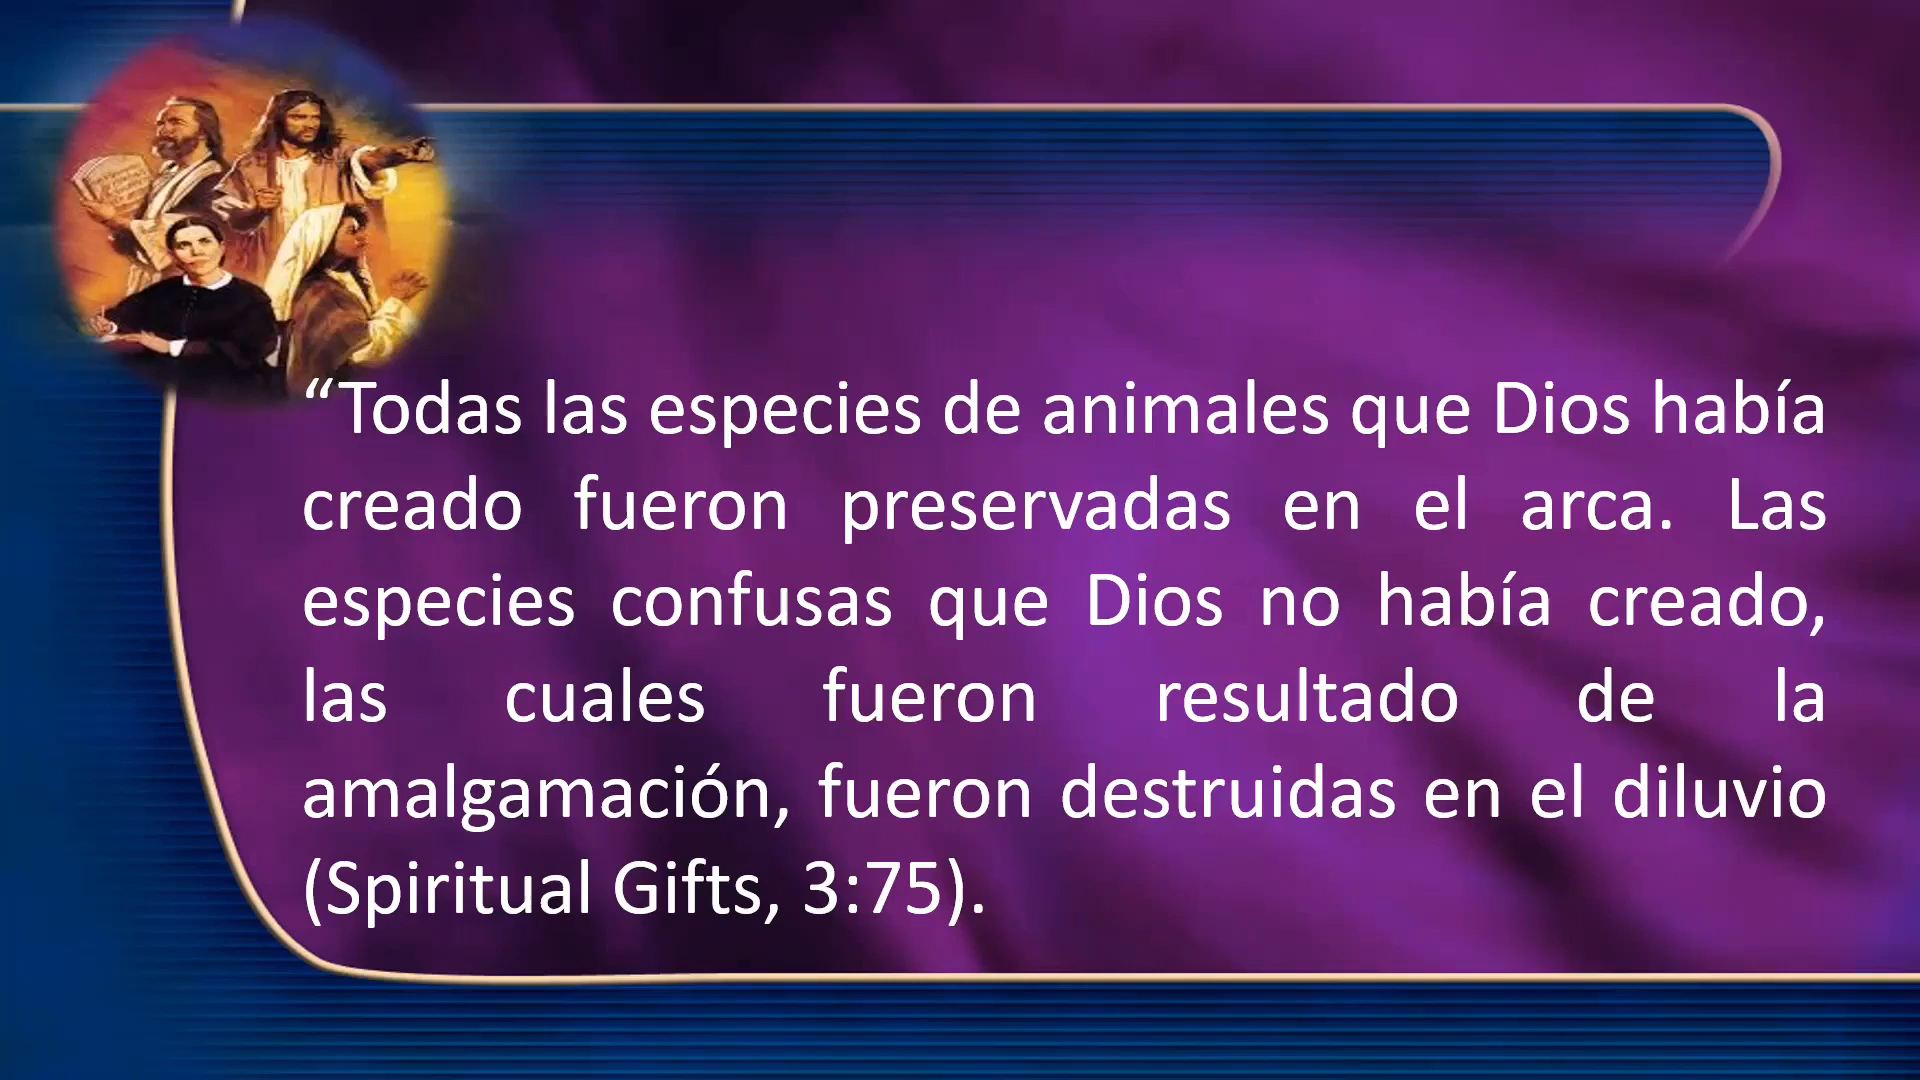 “Todas las especies de animales que Dios había
creado fueron preservadas en el arca. Las
especies confusas que Dios no había creado,
las cuales fueron resultado de la
amalgamación, fueron destruidas en el diluvio
(Spiritual Gifts, 3:75).